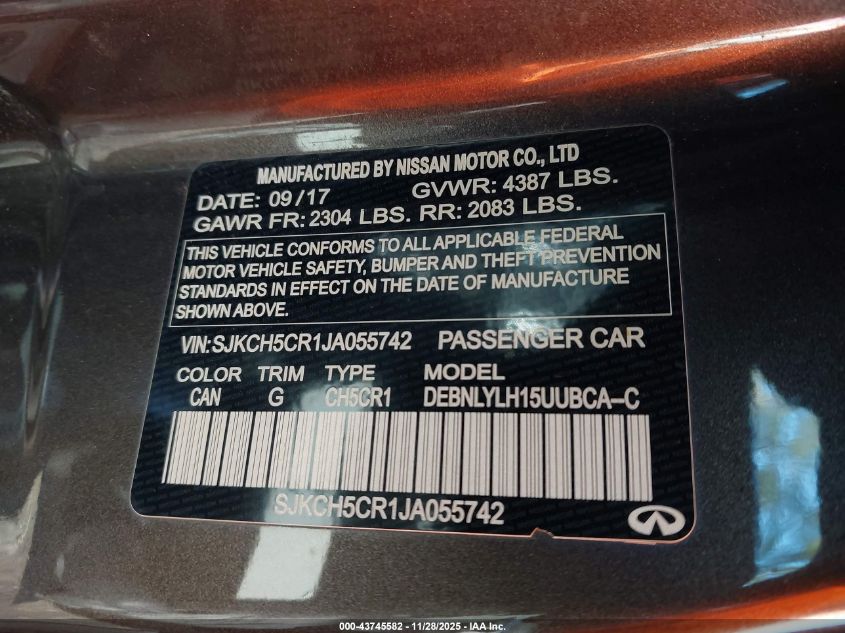 MANUFACTURED BY NISSAN MOTOR CO., LTD
DATE: 09/17 GVWR: 4387 LBS.
GAWR FR: 2304 LBS. RR: 2083 LBS.
THIS VEHICLE CONFORMS TO ALL APPLICABLE FEDERAL
MOTOR VEHICLE SAFETY, BUMPER AND THEFT PREVENTION
STANDARDS IN EFFECT ON THE DATE OF MANUFACTURE
SHOWN ABOVE.
VIN:SJKCH5CR1JA055742 PASSENGER CAR
COLOR TRIM TYPE MODEL
CAN G CH5CR1 DEBNLYLH15UUBCA-C
SJKCH5CR1JA055742
000-43745582 - 11/28/2025 - IAA Inc.